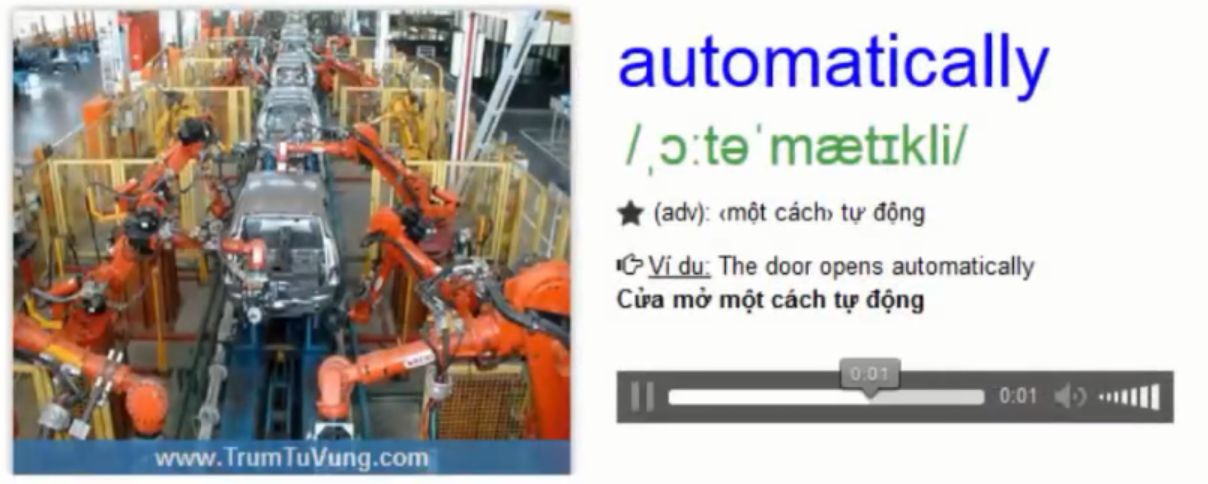 automatically
/ˌɔːtəˈmætɪkli/
(adv): ‹một cách› tự động
Ví dụ: The door opens automatically
Cửa mở một cách tự động
0:01
0:01
www.TrumTuVung.com